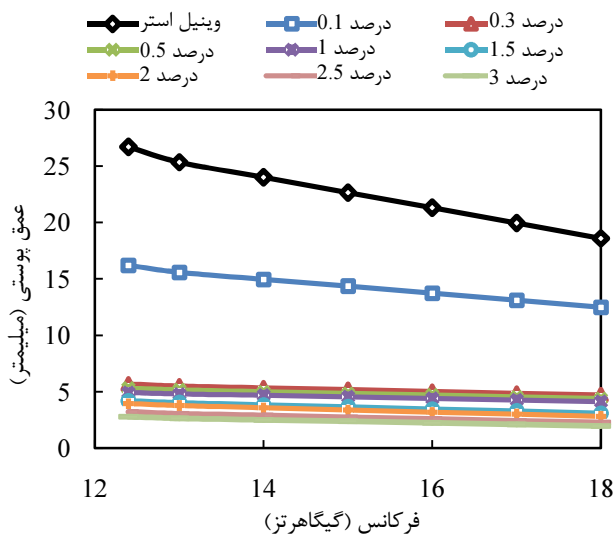 وینیل استر 0.1 درصد 0.3 درصد
0.5 درصد 1 درصد 1.5 درصد
2 درصد 2.5 درصد 3 درصد
30
25
20
15
10
5
0
12 14 16 18
عمق پوستی (میلیمتر)
فرکانس (گیگاهرتز)